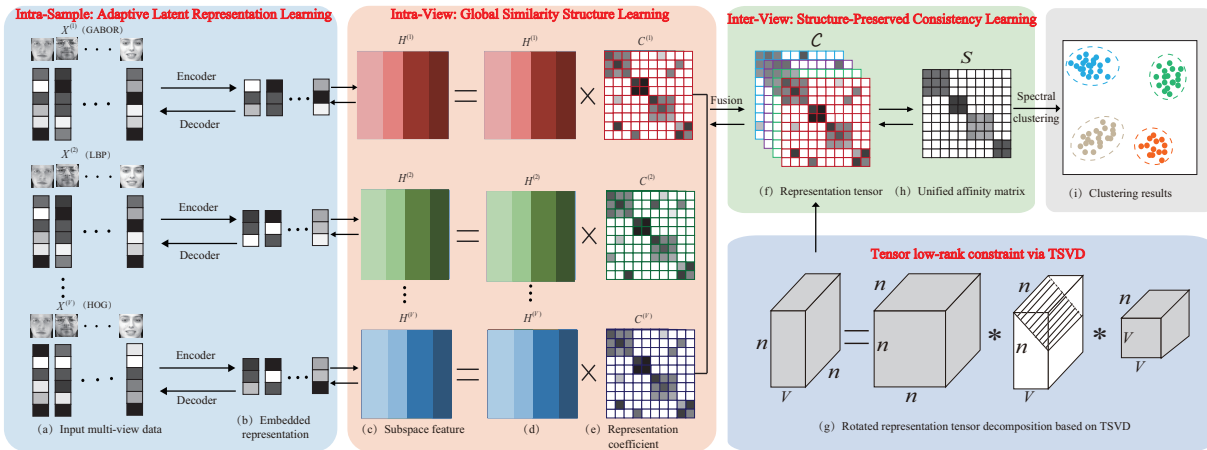 Intra-Sample: Adaptive Latent Representation Learning
X(1) (GABOR)
Encoder
Decoder
X(2) (LBP)
Encoder
Decoder
X(V) (HOG)
Encoder
Decoder
(a) Input multi-view data
(b) Embedded
representation
Intra-View: Global Similarity Structure Learning
H(1)
H(1)
C(1)
=
×
H(2)
H(2)
C(2)
=
×
H(V)
H(V)
C(V)
=
×
(c) Subspace feature
(d)
(e) Representation
coefficient
Inter-View: Structure-Preserved Consistency Learning
C
S
Fusion
Spectral
clustering
(f) Representation tensor
(h) Unified affinity matrix
(i) Clustering results
Tensor low-rank constraint via TSVD
n
V
n
=
n
n
n
*
n
n
V
*
n
V
V
(g) Rotated representation tensor decomposition based on TSVD